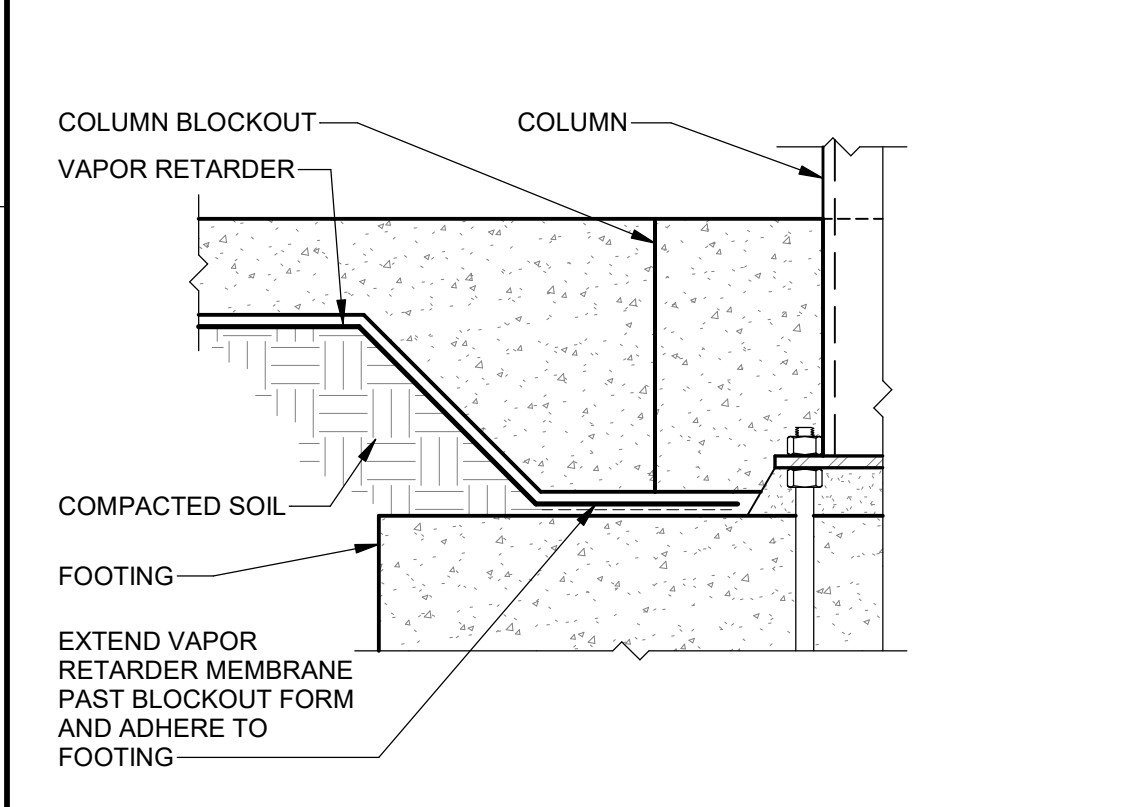 COLUMN BLOCKOUT
COLUMN
VAPOR RETARDER
COMPACTED SOIL
FOOTING
EXTEND VAPOR
RETARDER MEMBRANE
PAST BLOCKOUT FORM
AND ADHERE TO
FOOTING